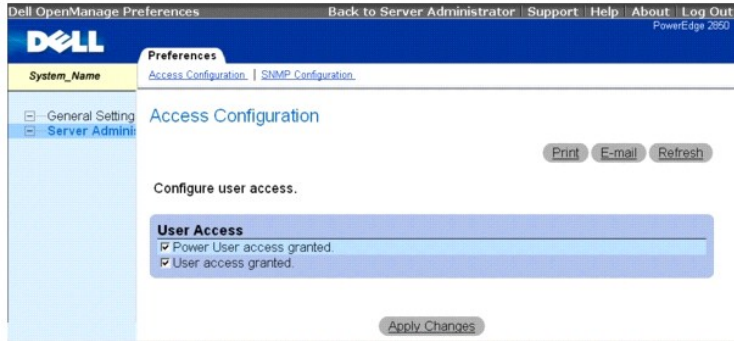 Dell OpenManage Preferences Back to Server Administrator Support Help About Log Out
PowerEdge 2850
DELL
Preferences
System_Name
Access Configuration | SNMP Configuration
General Setting
Server Adminis
Access Configuration
Print E-mail Refresh
Configure user access.
User Access
Power User access granted.
User access granted.
Apply Changes